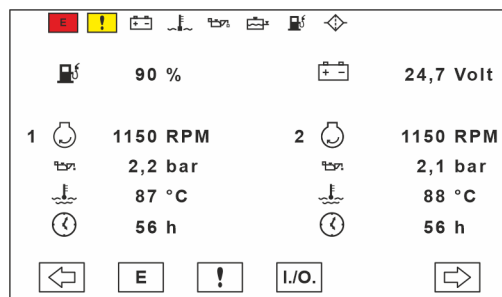 E !
90 % 24,7 Volt
1 1150 RPM 2 1150 RPM
2,2 bar 2,1 bar
87 °C 88 °C
56 h 56 h
E ! I./O.